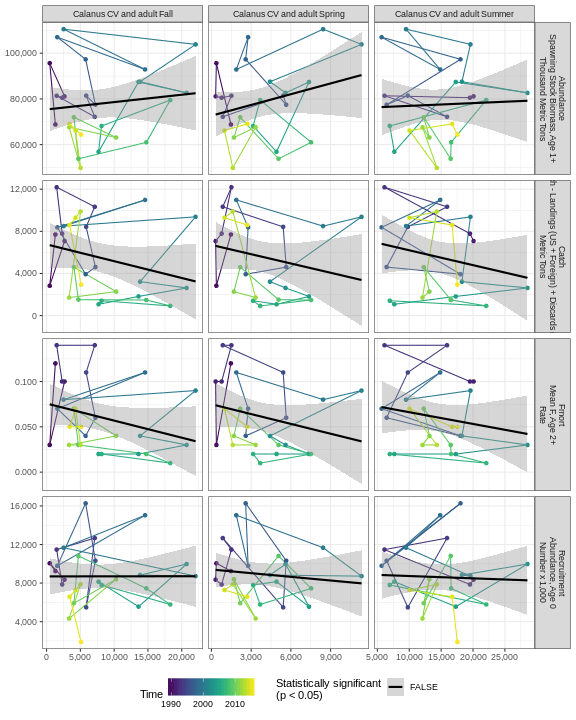 Calanus CV and adult Fall
Calanus CV and adult Spring
Calanus CV and adult Summer
100,000
80,000
60,000
Abundance
Spawning Stock Biomass, Age 1+
Thousand Metric Tons
12,000
8,000
4,000
0
Catch
h - Landings (US + Foreign) + Discards
Metric Tons
0.100
0.050
0.000
Fmort
Mean F, Age 2+
Rate
16,000
12,000
8,000
4,000
Recruitment
Abundance, Age 0
Number x 1,000
0 5,000 10,000 15,000 20,000
0 3,000 6,000 9,000
5,000 10,000 15,000 20,000 25,000
Time
1990 2000 2010
Statistically significant
(p < 0.05)
FALSE